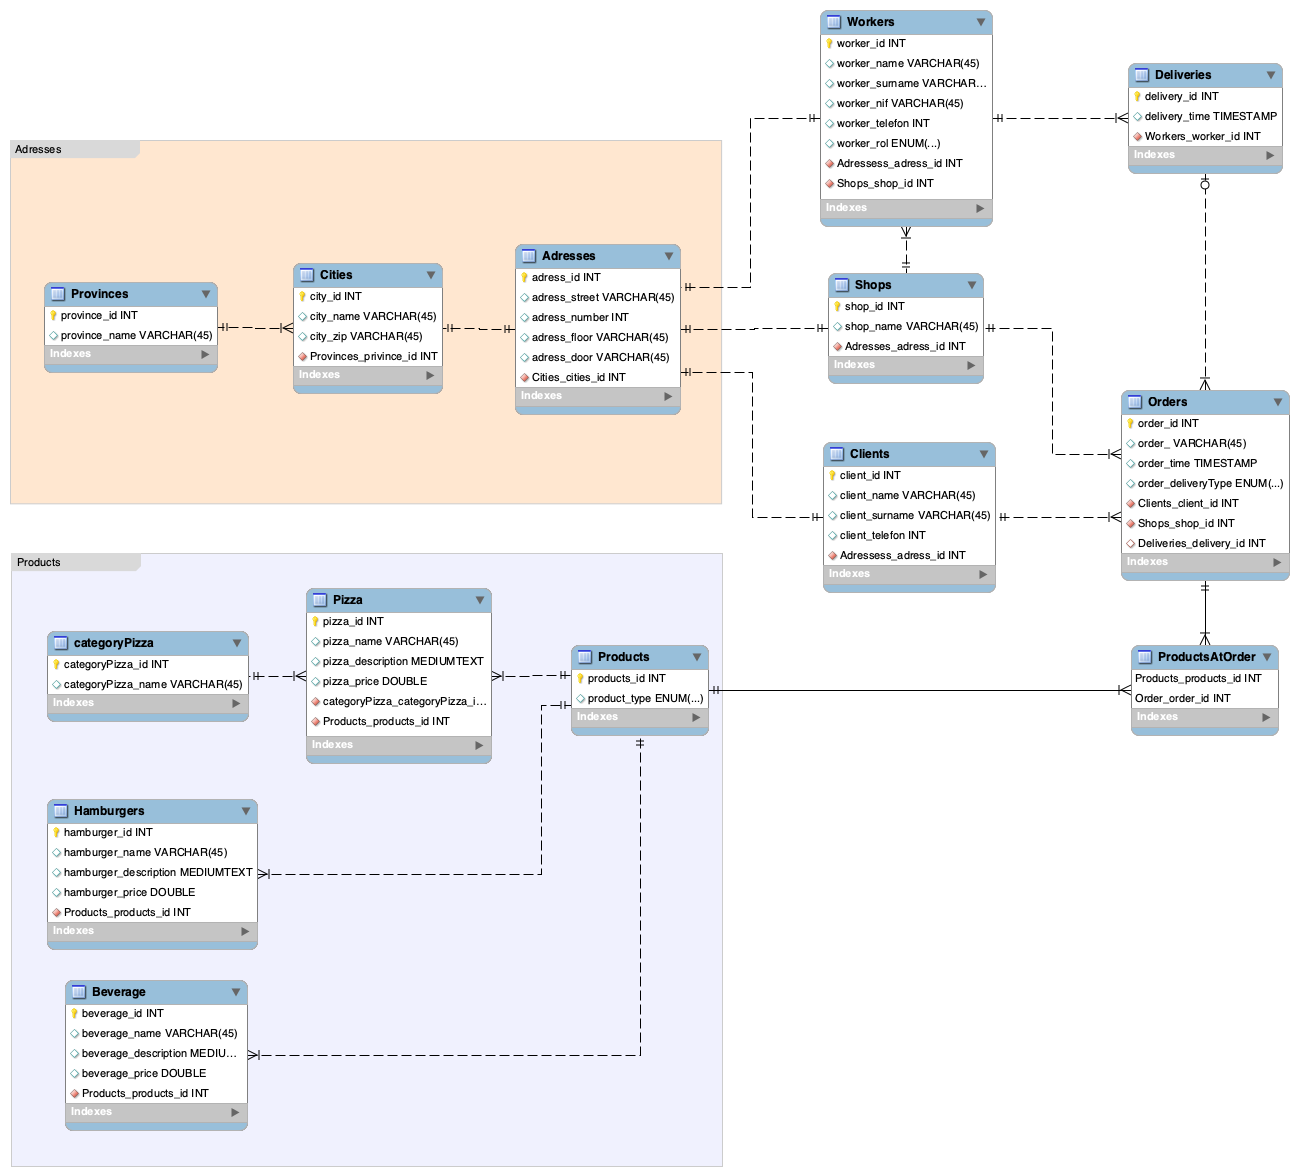 Workers
worker_id INT
worker_name VARCHAR(45)
worker_surname VARCHAR...
worker_nif VARCHAR(45)
worker_telefon INT
worker_rol ENUM(...)
Adressess_adress_id INT
Shops_shop_id INT
Indexes
Deliveries
delivery_id INT
delivery_time TIMESTAMP
Workers_worker_id INT
Indexes
Adresses
Provinces
province_id INT
province_name VARCHAR(45)
Indexes
Cities
city_id INT
city_name VARCHAR(45)
city_zip VARCHAR(45)
Provinces_privince_id INT
Indexes
Adresses
adress_id INT
adress_street VARCHAR(45)
adress_number INT
adress_floor VARCHAR(45)
adress_door VARCHAR(45)
Cities_cities_id INT
Indexes
Shops
shop_id INT
shop_name VARCHAR(45)
Adresses_adress_id INT
Indexes
Clients
client_id INT
client_name VARCHAR(45)
client_surname VARCHAR(45)
client_telefon INT
Adressess_adress_id INT
Indexes
Orders
order_id INT
order_ VARCHAR(45)
order_time TIMESTAMP
order_deliveryType ENUM(...)
Clients_client_id INT
Shops_shop_id INT
Deliveries_delivery_id INT
Indexes
Products
categoryPizza
categoryPizza_id INT
categoryPizza_name VARCHAR(45)
Indexes
Pizza
pizza_id INT
pizza_name VARCHAR(45)
pizza_description MEDIUMTEXT
pizza_price DOUBLE
categoryPizza_categoryPizza_i...
Products_products_id INT
Indexes
Products
products_id INT
product_type ENUM(...)
Indexes
ProductsAtOrder
Products_products_id INT
Order_order_id INT
Indexes
Hamburgers
hamburger_id INT
hamburger_name VARCHAR(45)
hamburger_description MEDIUMTEXT
hamburger_price DOUBLE
Products_products_id INT
Indexes
Beverage
beverage_id INT
beverage_name VARCHAR(45)
beverage_description MEDIU...
beverage_price DOUBLE
Products_products_id INT
Indexes